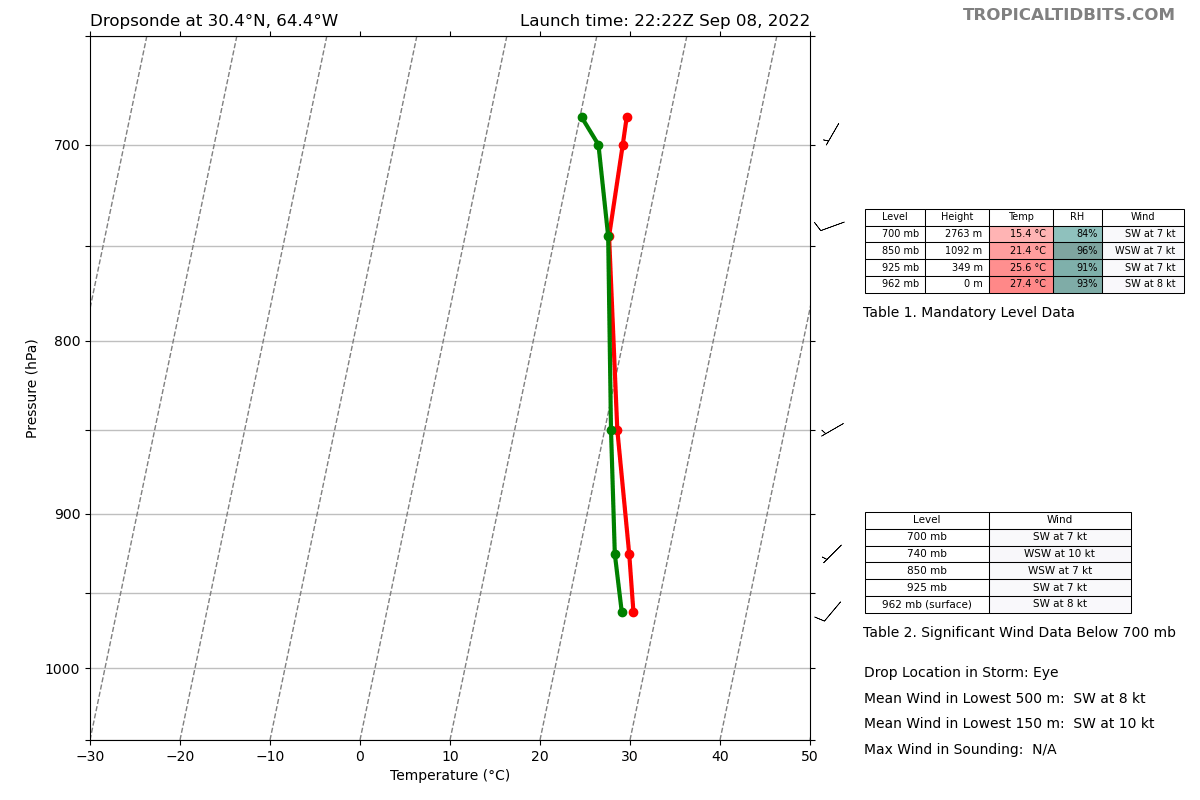 TROPICALTIDBITS.COM
Dropsonde at 30.4°N, 64.4°W
Launch time: 22:22Z Sep 08, 2022
700
800
900
1000
Pressure (hPa)
−30 −20 −10 0 10 20 30 40 50
Temperature (°C)
Level Height Temp RH Wind
700 mb 2763 m 15.4 °C 84% SW at 7 kt
850 mb 1092 m 21.4 °C 96% WSW at 7 kt
925 mb 349 m 25.6 °C 91% SW at 7 kt
962 mb 0 m 27.4 °C 93% SW at 8 kt
Table 1. Mandatory Level Data
Level Wind
700 mb SW at 7 kt
740 mb WSW at 10 kt
850 mb WSW at 7 kt
925 mb SW at 7 kt
962 mb (surface) SW at 8 kt
Table 2. Significant Wind Data Below 700 mb
Drop Location in Storm: Eye
Mean Wind in Lowest 500 m:  SW at 8 kt
Mean Wind in Lowest 150 m:  SW at 10 kt
Max Wind in Sounding:  N/A